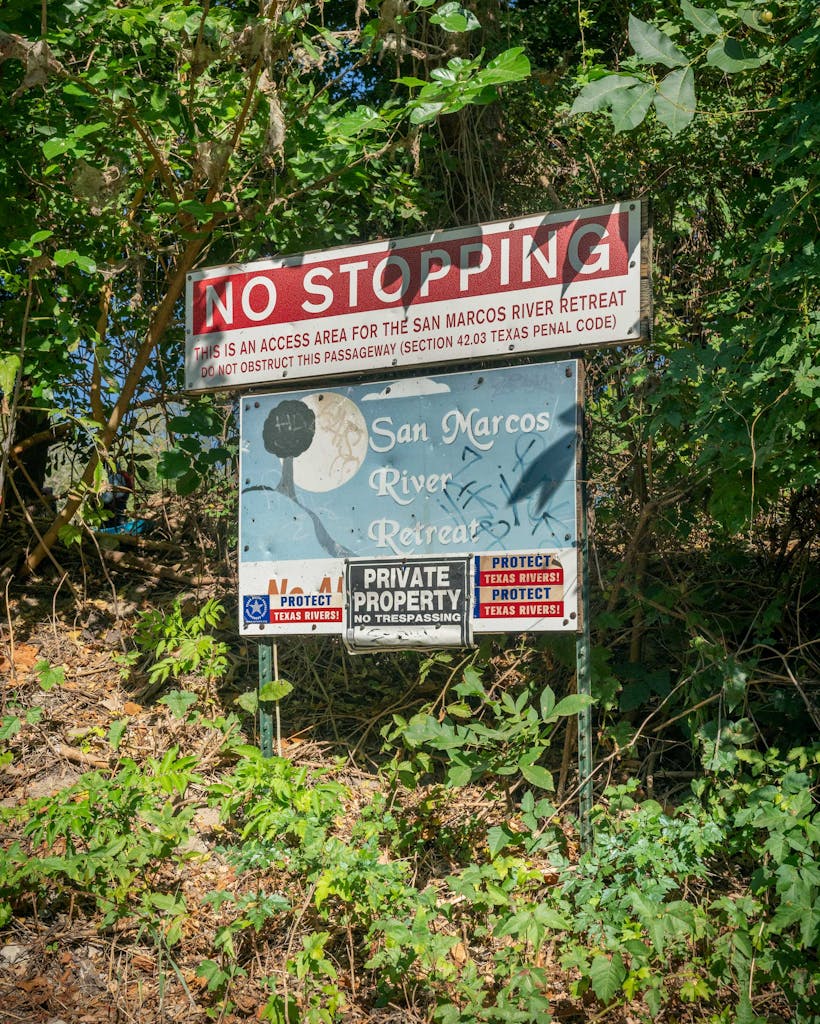 NO STOPPING
THIS IS AN ACCESS AREA FOR THE SAN MARCOS RIVER RETREAT
DO NOT OBSTRUCT THIS PASSAGEWAY (SECTION 42.03 TEXAS PENAL CODE)
San Marcos
River
Retreat
No
PROTECT
TEXAS RIVERS!
PRIVATE
PROPERTY
NO TRESPASSING
PROTECT
TEXAS RIVERS!
PROTECT
TEXAS RIVERS!